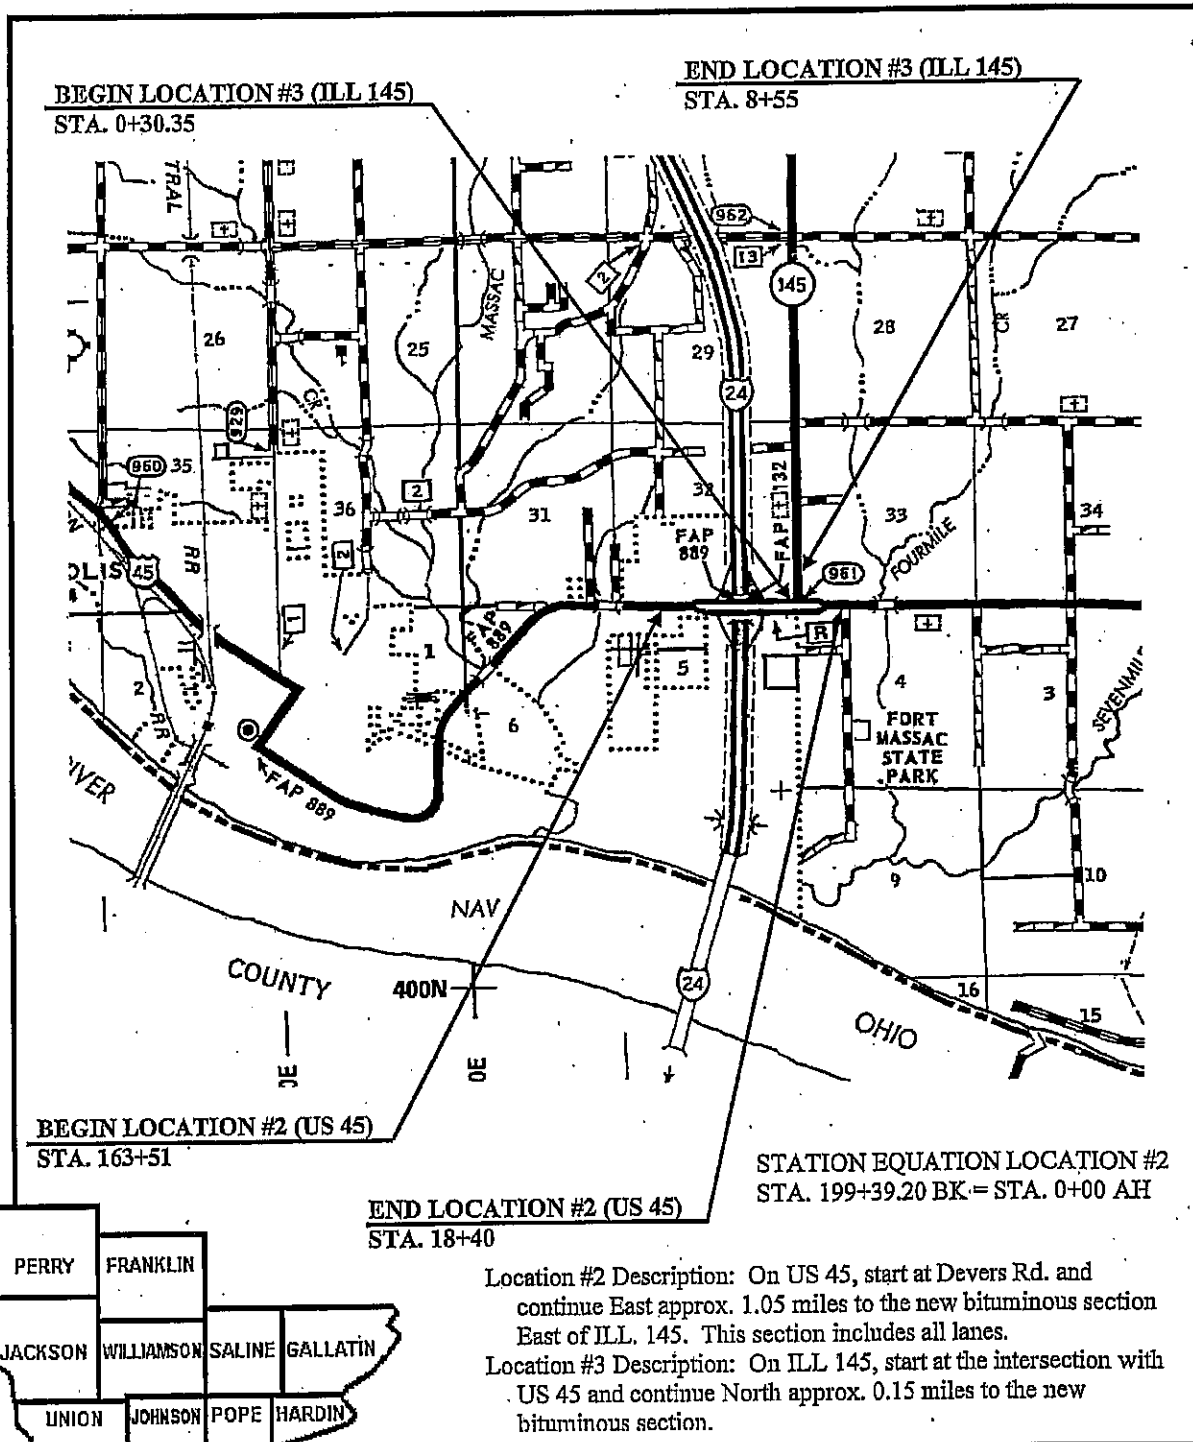 BEGIN LOCATION #3 (ILL 145)
STA. 0+30.35
END LOCATION #3 (ILL 145)
STA. 8+55
TRAL
962
13
145
2
MASSAC
26
25
29
28
CR
27
24
CR
929
960
35
36
2
31
32
FAP 132
33
34
FAP
889
FOURMILE
961
45
RR
2
1
FAP
889
1
R
5
4
3
2
RR
6
FORT
MASSAC
STATE
PARK
SEVENMILE
FAP 889
9
10
NAV
COUNTY
400N
24
16
15
OHIO
BEGIN LOCATION #2 (US 45)
STA. 163+51
STATION EQUATION LOCATION #2
STA. 199+39.20 BK = STA. 0+00 AH
END LOCATION #2 (US 45)
STA. 18+40
PERRY
FRANKLIN
JACKSON
WILLIAMSON
SALINE
GALLATIN
UNION
JOHNSON
POPE
HARDIN
Location #2 Description: On US 45, start at Devers Rd. and
continue East approx. 1.05 miles to the new bituminous section
East of ILL. 145. This section includes all lanes.
Location #3 Description: On ILL 145, start at the intersection with
US 45 and continue North approx. 0.15 miles to the new
bituminous section.